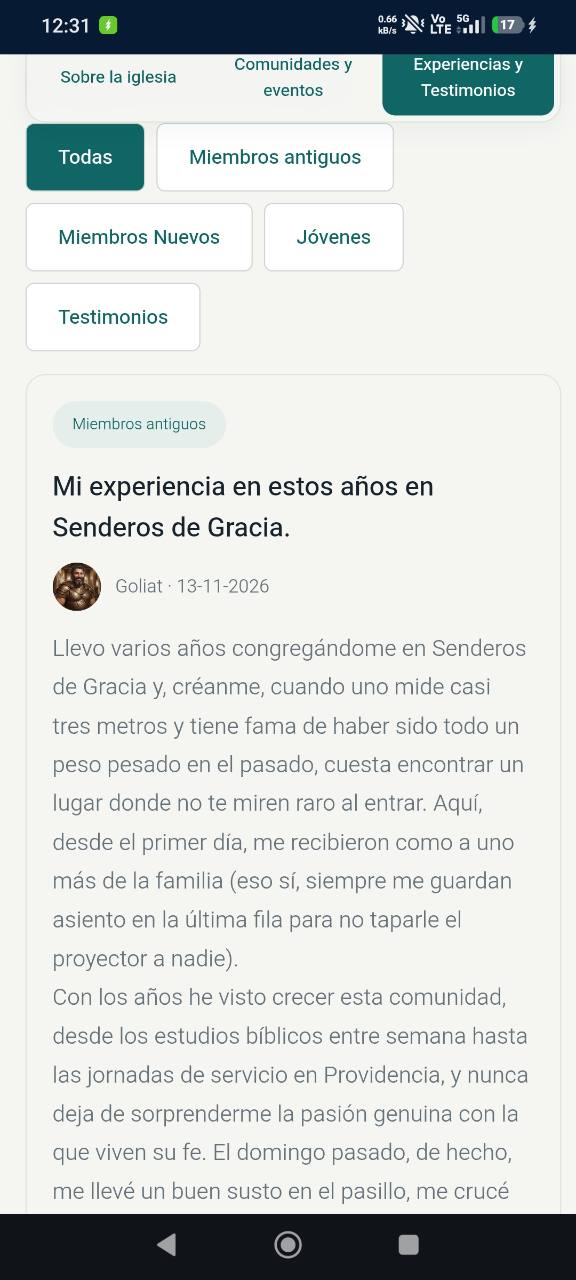 12:31
0.66
kB/s
Vo
LTE
5G
17
Sobre la iglesia
Comunidades y
eventos
Experiencias y
Testimonios
Todas
Miembros antiguos
Miembros Nuevos
Jóvenes
Testimonios
Miembros antiguos
Mi experiencia en estos años en
Senderos de Gracia.
Goliat · 13-11-2026
Llevo varios años congregándome en Senderos
de Gracia y, créanme, cuando uno mide casi
tres metros y tiene fama de haber sido todo un
peso pesado en el pasado, cuesta encontrar un
lugar donde no te miren raro al entrar. Aquí,
desde el primer día, me recibieron como a uno
más de la familia (eso sí, siempre me guardan
asiento en la última fila para no taparle el
proyector a nadie).
Con los años he visto crecer esta comunidad,
desde los estudios bíblicos entre semana hasta
las jornadas de servicio en Providencia, y nunca
deja de sorprenderme la pasión genuina con la
que viven su fe. El domingo pasado, de hecho,
me llevé un buen susto en el pasillo, me crucé